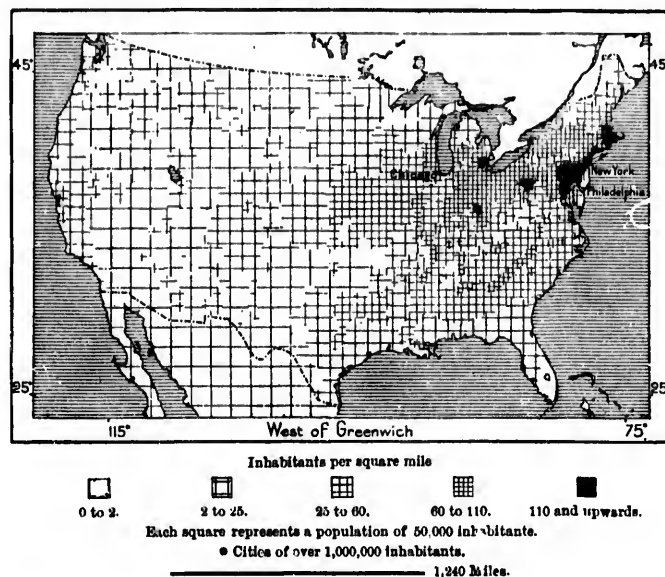 45°
45°
Chicago
New York
Philadelphia
25°
25°
115°
West of Greenwich
75°
Inhabitants per square mile
0 to 2.
2 to 25.
25 to 60.
60 to 110.
110 and upwards.
Each square represents a population of 50,000 inhabitants.
● Cities of over 1,000,000 inhabitants.
1,240 Miles.